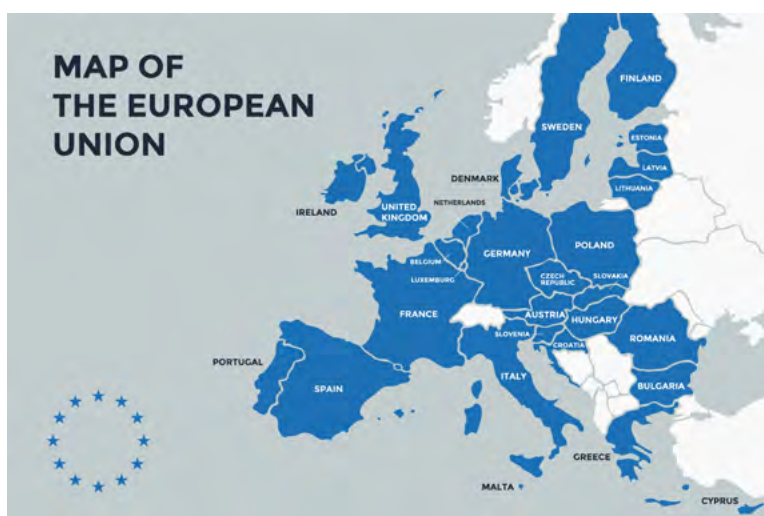 MAP OF
THE EUROPEAN
UNION
FINLAND
SWEDEN
ESTONIA
LATVIA
LITHUANIA
DENMARK
NETHERLANDS
IRELAND
UNITED
KINGDOM
BELGIUM
LUXEMBURG
GERMANY
POLAND
CZECH
REPUBLIC
SLOVAKIA
FRANCE
AUSTRIA
HUNGARY
SLOVENIA
CROATIA
ROMANIA
PORTUGAL
SPAIN
ITALY
BULGARIA
GREECE
MALTA
CYPRUS